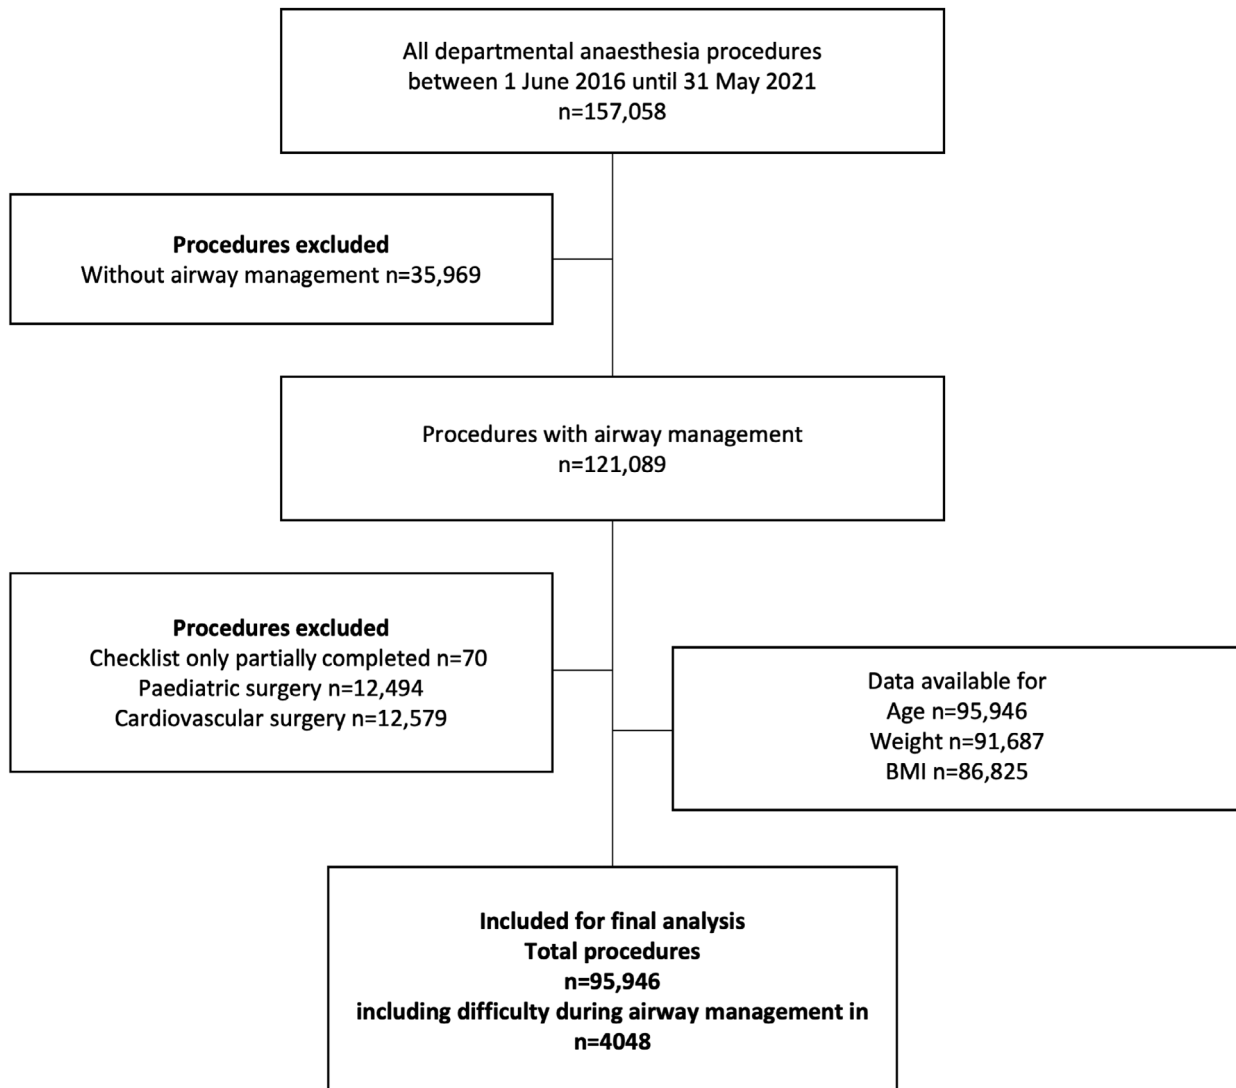 All departmental anaesthesia procedures
between 1 June 2016 until 31 May 2021
n=157,058
Procedures excluded
Without airway management n=35,969
Procedures with airway management
n=121,089
Procedures excluded
Checklist only partially completed n=70
Paediatric surgery n=12,494
Cardiovascular surgery n=12,579
Data available for
Age n=95,946
Weight n=91,687
BMI n=86,825
Included for final analysis
Total procedures
n=95,946
including difficulty during airway management in
n=4048